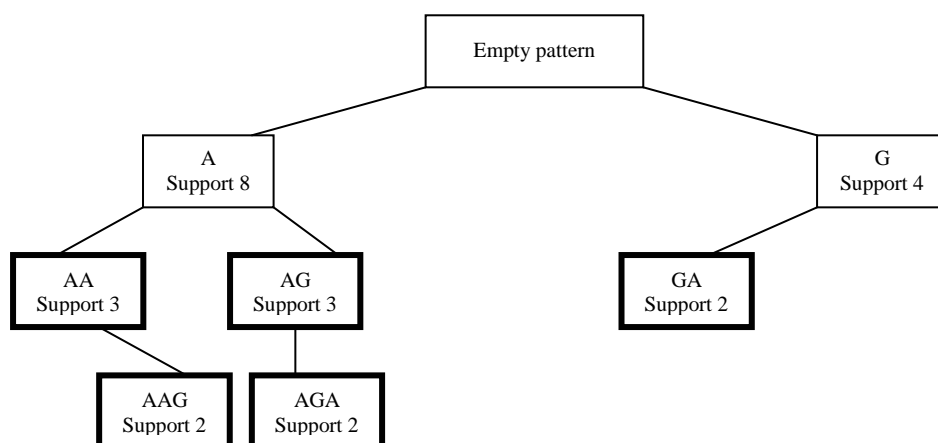 Empty pattern
A
Support 8
G
Support 4
AA
Support 3
AG
Support 3
GA
Support 2
AAG
Support 2
AGA
Support 2